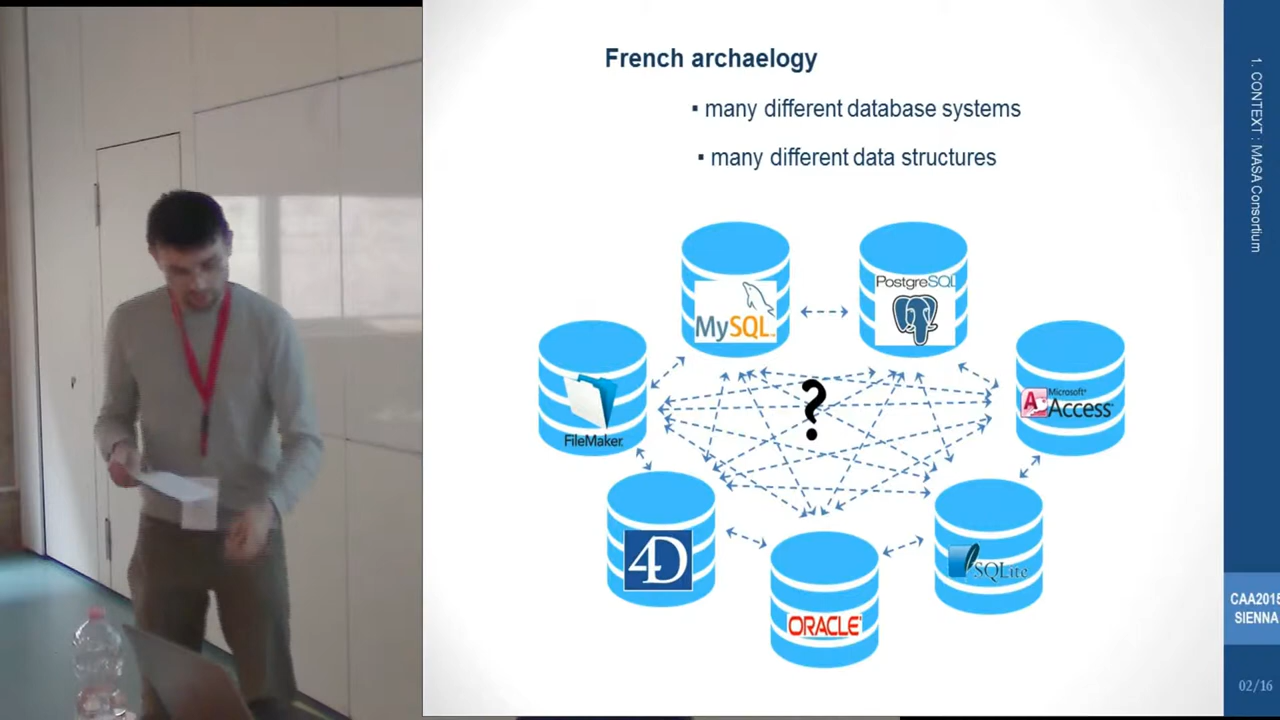 French archaelogy
▪ many different database systems
▪ many different data structures
MySQL
PostgreSQL
FileMaker
Microsoft
Access
4D
SQLite
ORACLE
?
1. CONTEXT : MASA Consortium
CAA2015
SIENNA
02/16